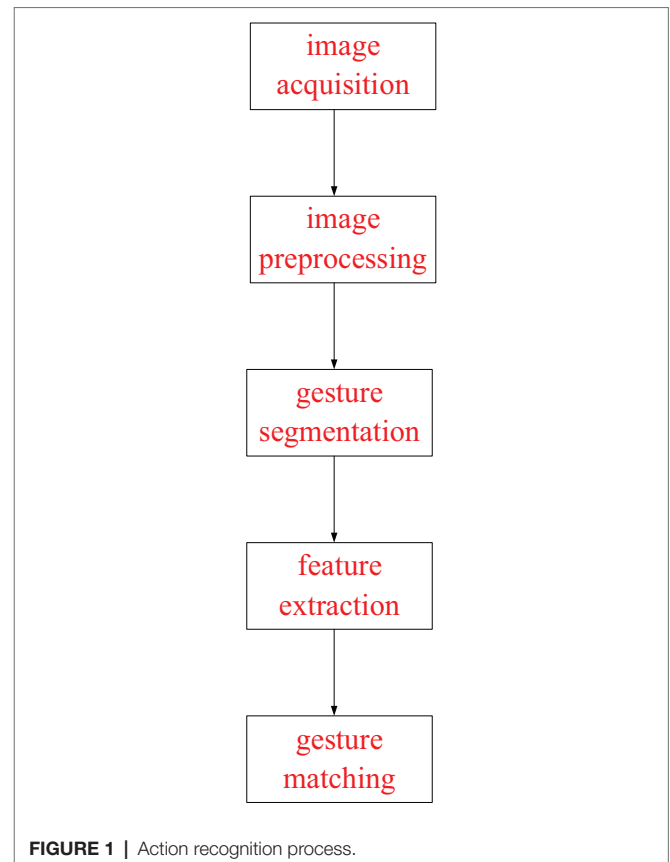 image
acquisition
image
preprocessing
gesture
segmentation
feature
extraction
gesture
matching
FIGURE 1 | Action recognition process.